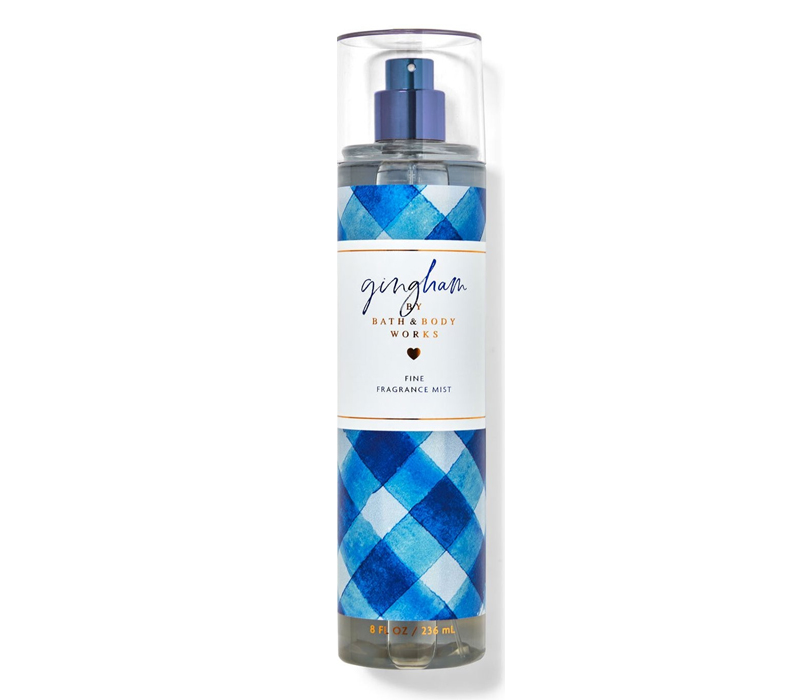 gingham
BY
BATH & BODY
WORKS
FINE
FRAGRANCE MIST
8 Fl OZ / 236 mL